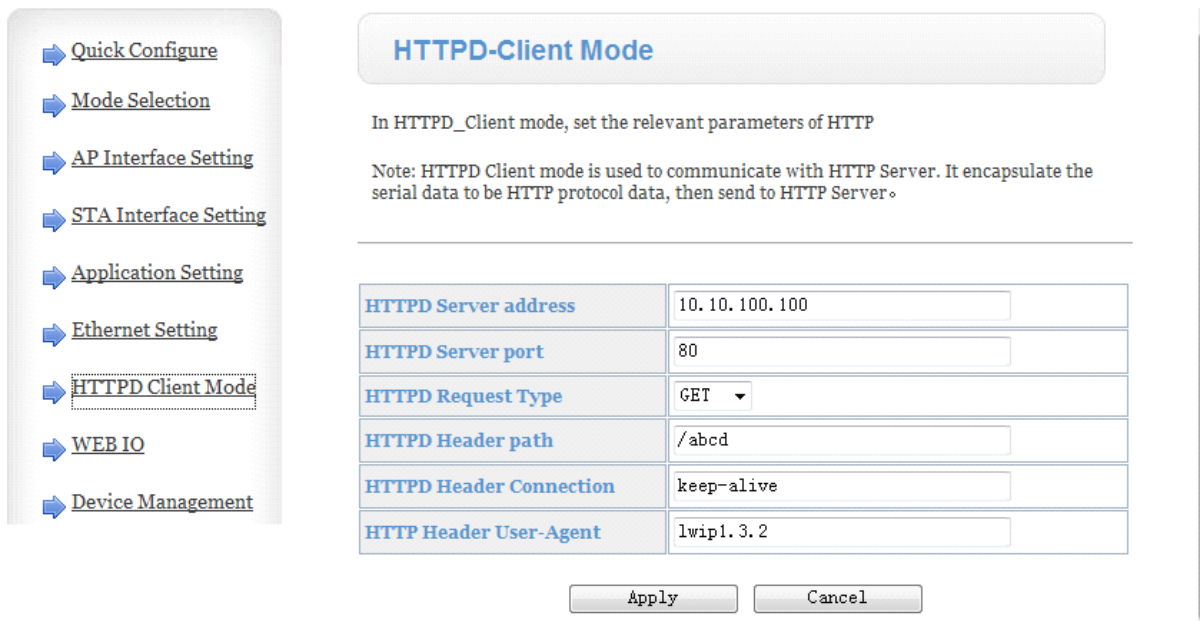 Quick Configure
Mode Selection
AP Interface Setting
STA Interface Setting
Application Setting
Ethernet Setting
HTTPD Client Mode
WEB IO
Device Management
HTTPD-Client Mode
In HTTPD_Client mode, set the relevant parameters of HTTP
Note: HTTPD Client mode is used to communicate with HTTP Server. It encapsulate the
serial data to be HTTP protocol data, then send to HTTP Server。
HTTPD Server address 10.10.100.100
HTTPD Server port 80
HTTPD Request Type GET
HTTPD Header path /abcd
HTTPD Header Connection keep-alive
HTTP Header User-Agent lwip1.3.2
Apply Cancel